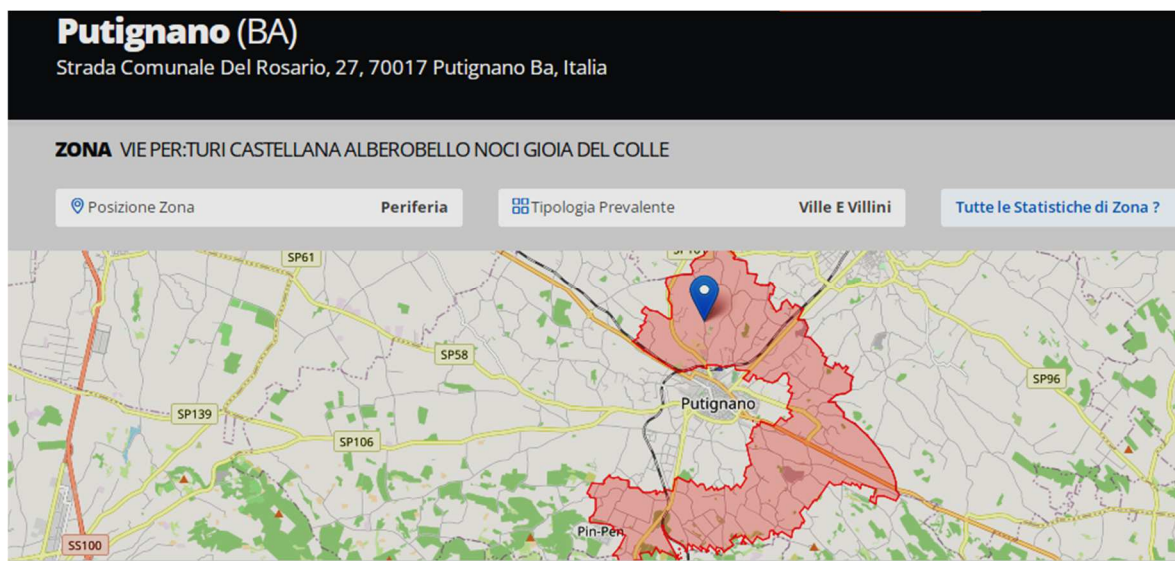 Putignano (BA)
Strada Comunale Del Rosario, 27, 70017 Putignano Ba, Italia
ZONA VIE PER:TURI CASTELLANA ALBEROBELLO NOCI GIOIA DEL COLLE
Posizione Zona Periferia
Tipologia Prevalente Ville E Villini
Tutte le Statistiche di Zona ?
SP61
SP58
SP96
Putignano
SP139
SP106
Pin-Pen
SS100